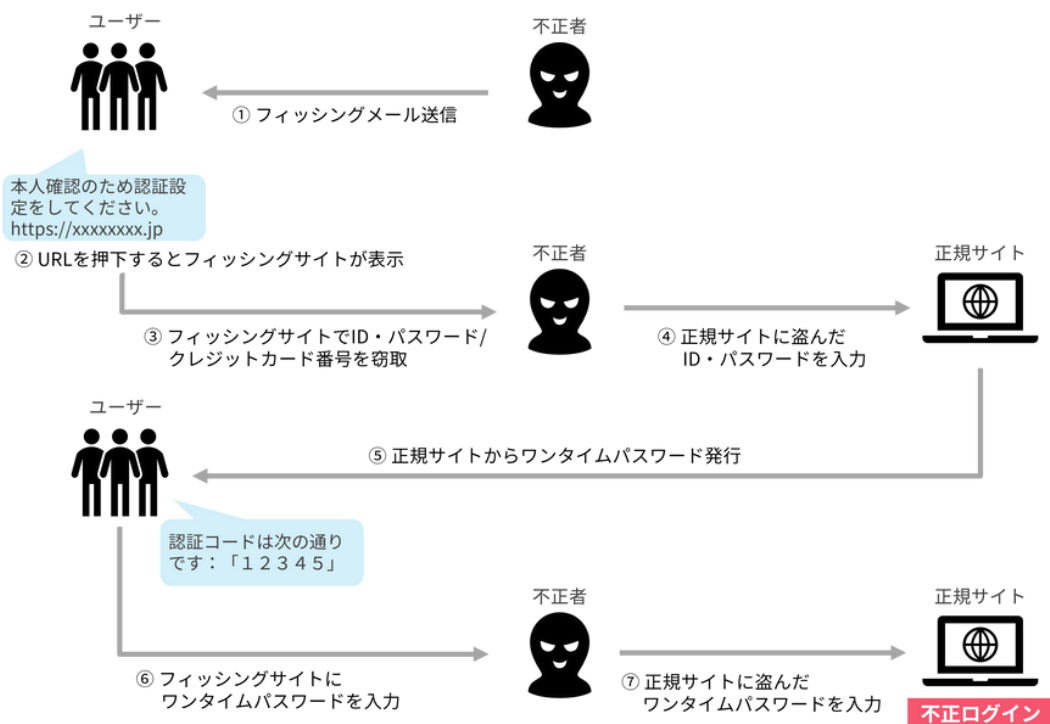 ユーザー
不正者
① フィッシングメール送信
本人確認のため認証設
定をしてください。
https://xxxxxxxx.jp
② URLを押下するとフィッシングサイトが表示
不正者
正規サイト
③ フィッシングサイトでID・パスワード/
クレジットカード番号を窃取
④ 正規サイトに盗んだ
ID・パスワードを入力
ユーザー
⑤ 正規サイトからワンタイムパスワード発行
認証コードは次の通り
です：「１２３４５」
不正者
正規サイト
⑥ フィッシングサイトに
ワンタイムパスワードを入力
⑦ 正規サイトに盗んだ
ワンタイムパスワードを入力
不正ログイン